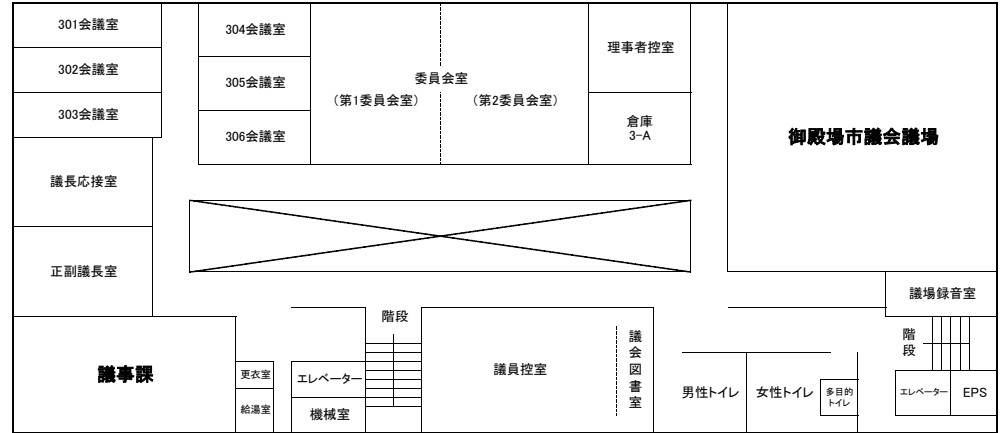 301会議室
302会議室
303会議室
304会議室
305会議室
306会議室
委員会室
（第1委員会室）
（第2委員会室）
理事者控室
倉庫
3-A
御殿場市議会議場
議長応接室
正副議長室
議場録音室
階段
階段
議事課
更衣室
給湯室
エレベーター
機械室
議員控室
議会図書室
男性トイレ
女性トイレ
多目的
トイレ
エレベーター
EPS